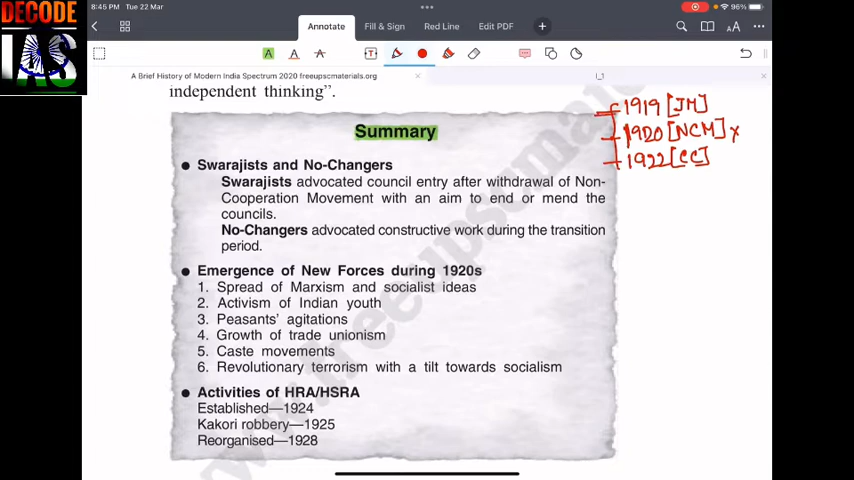 DECODE
IAS
8:45 PM Tue 22 Mar
96%
Annotate
Fill & Sign
Red Line
Edit PDF
A Brief History of Modern India Spectrum 2020 freeupscmaterials.org
independent thinking”.
1919 [JM]
1920 [NCM] x
1922 [CC]
Summary
Swarajists and No-Changers
Swarajists advocated council entry after withdrawal of Non-
Cooperation Movement with an aim to end or mend the
councils.
No-Changers advocated constructive work during the transition
period.
Emergence of New Forces during 1920s
1. Spread of Marxism and socialist ideas
2. Activism of Indian youth
3. Peasants’ agitations
4. Growth of trade unionism
5. Caste movements
6. Revolutionary terrorism with a tilt towards socialism
Activities of HRA/HSRA
Established—1924
Kakori robbery—1925
Reorganised—1928